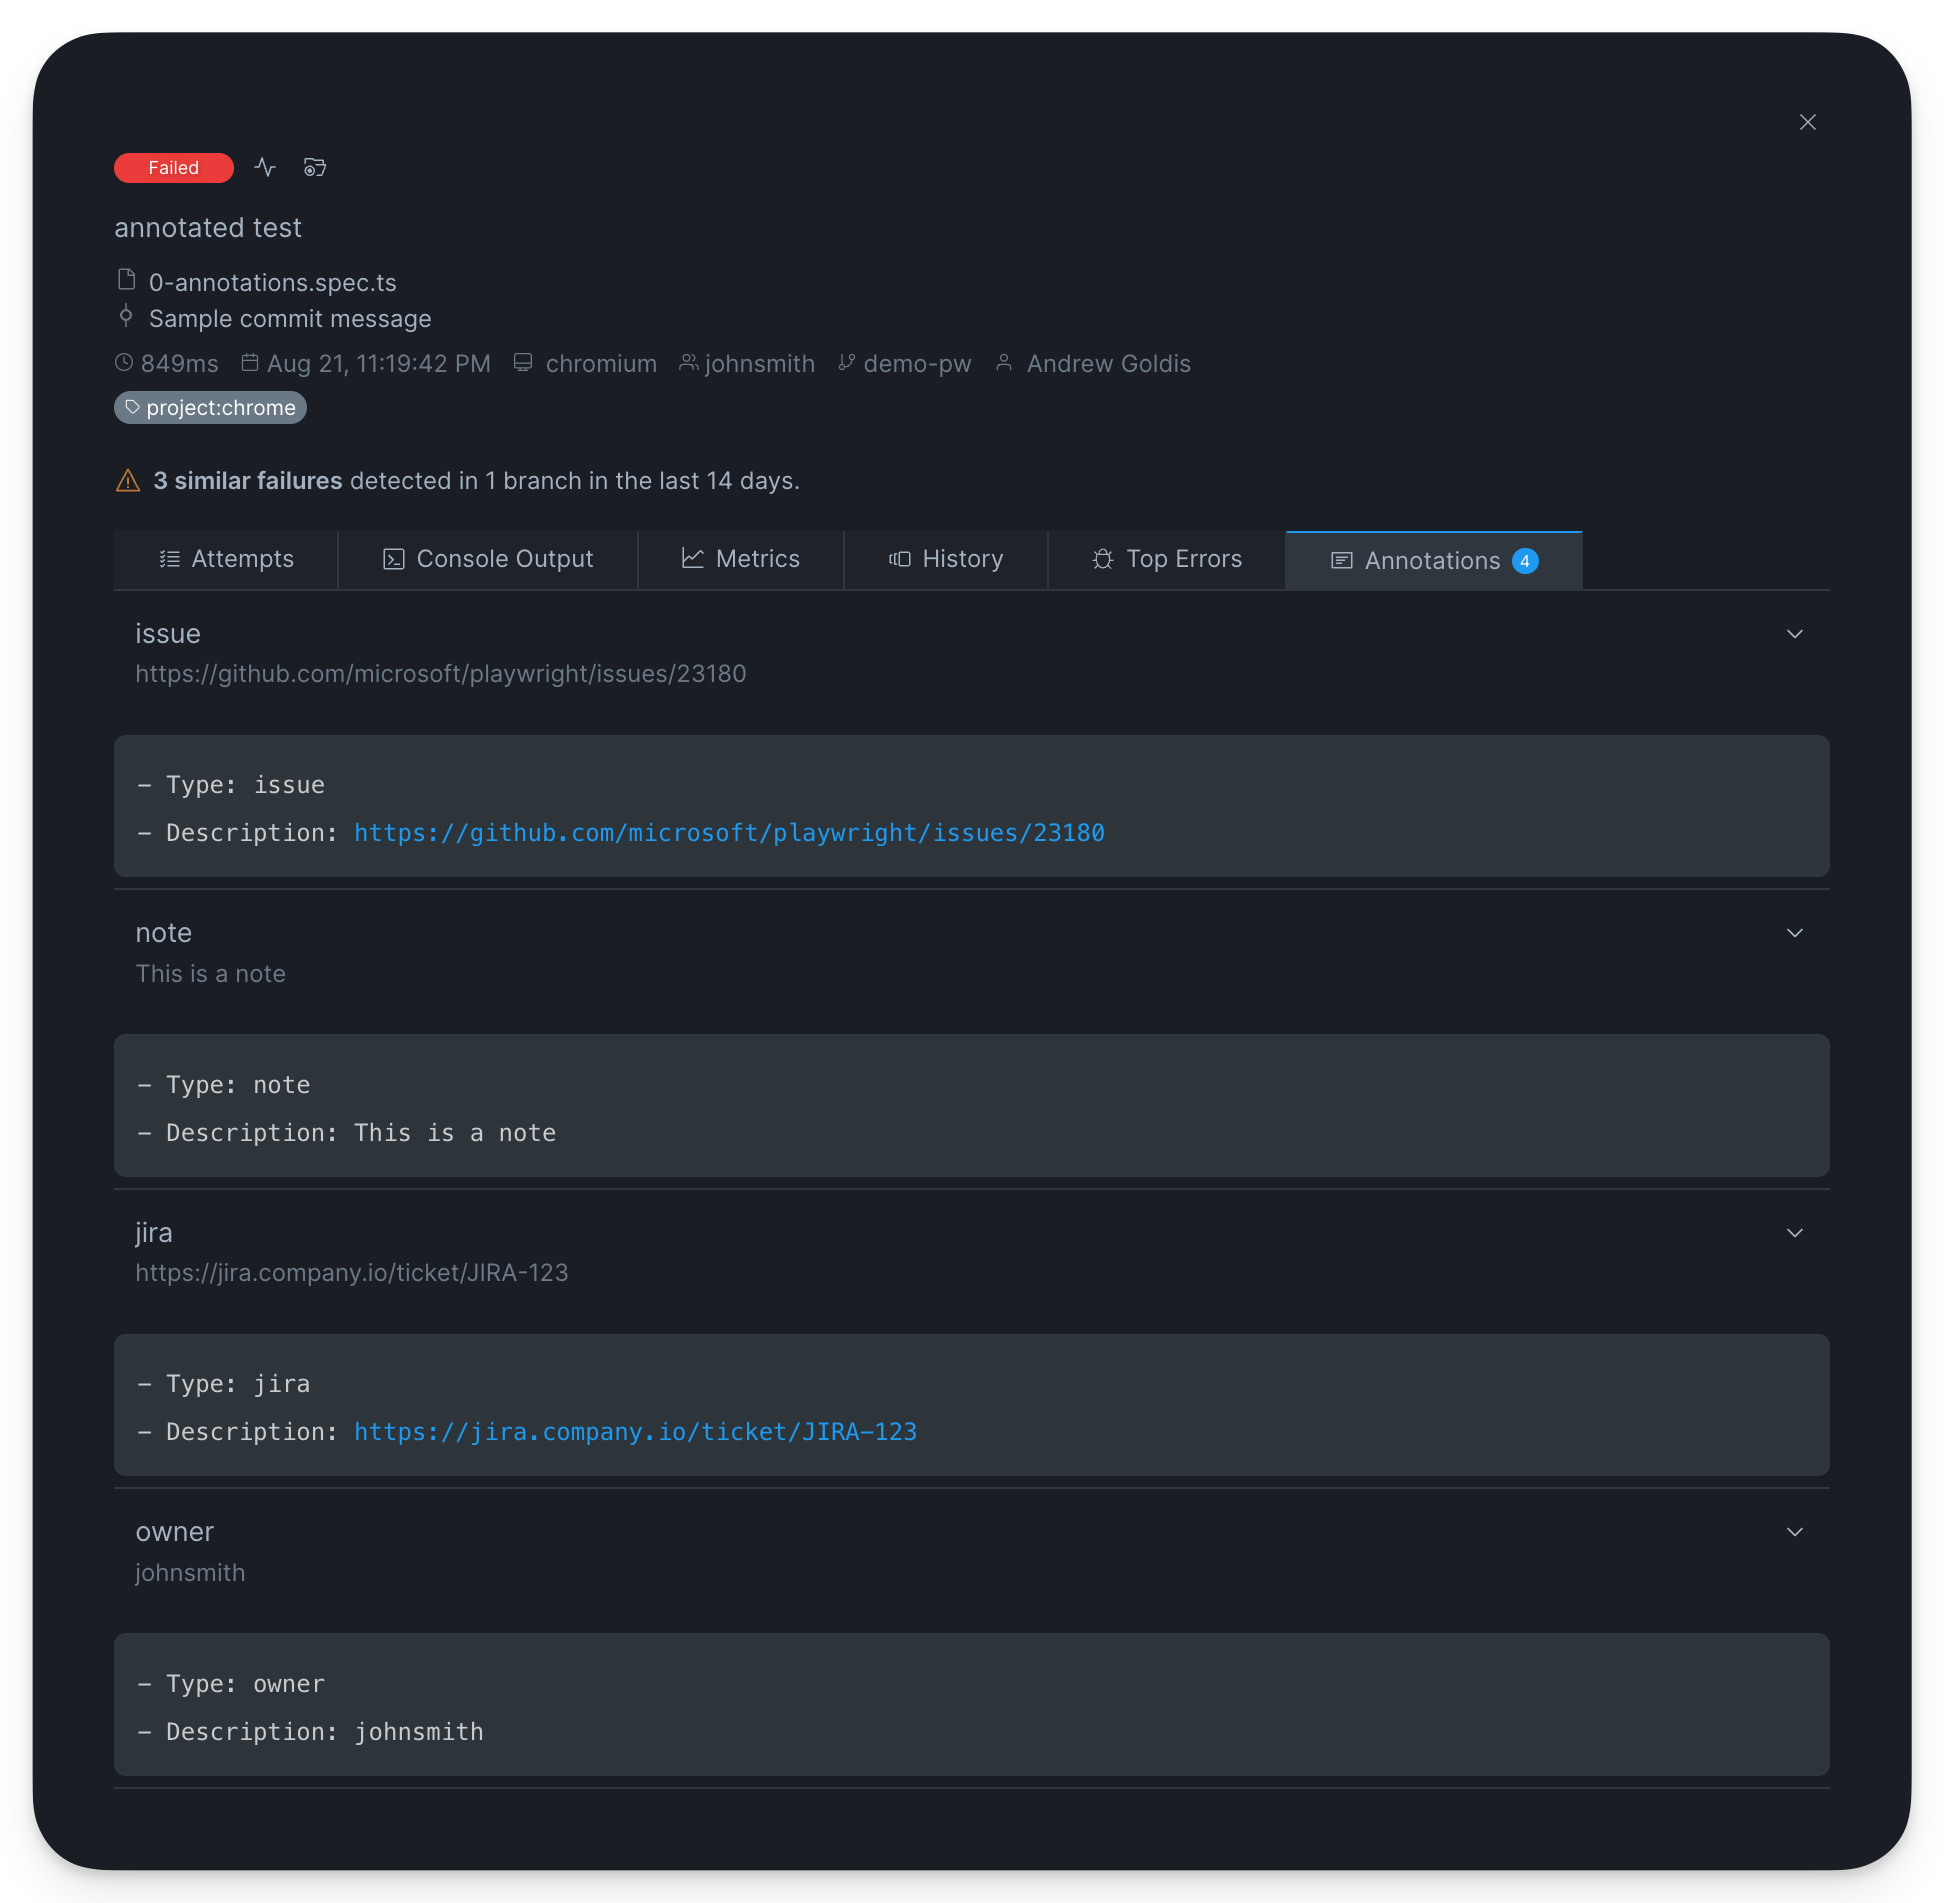 Failed
annotated test
0-annotations.spec.ts
Sample commit message
849ms Aug 21, 11:19:42 PM chromium johnsmith demo-pw Andrew Goldis
project:chrome
3 similar failures detected in 1 branch in the last 14 days.
Attempts Console Output Metrics History Top Errors Annotations 4
issue
https://github.com/microsoft/playwright/issues/23180
– Type: issue
– Description: https://github.com/microsoft/playwright/issues/23180
note
This is a note
– Type: note
– Description: This is a note
jira
https://jira.company.io/ticket/JIRA-123
– Type: jira
– Description: https://jira.company.io/ticket/JIRA-123
owner
johnsmith
– Type: owner
– Description: johnsmith